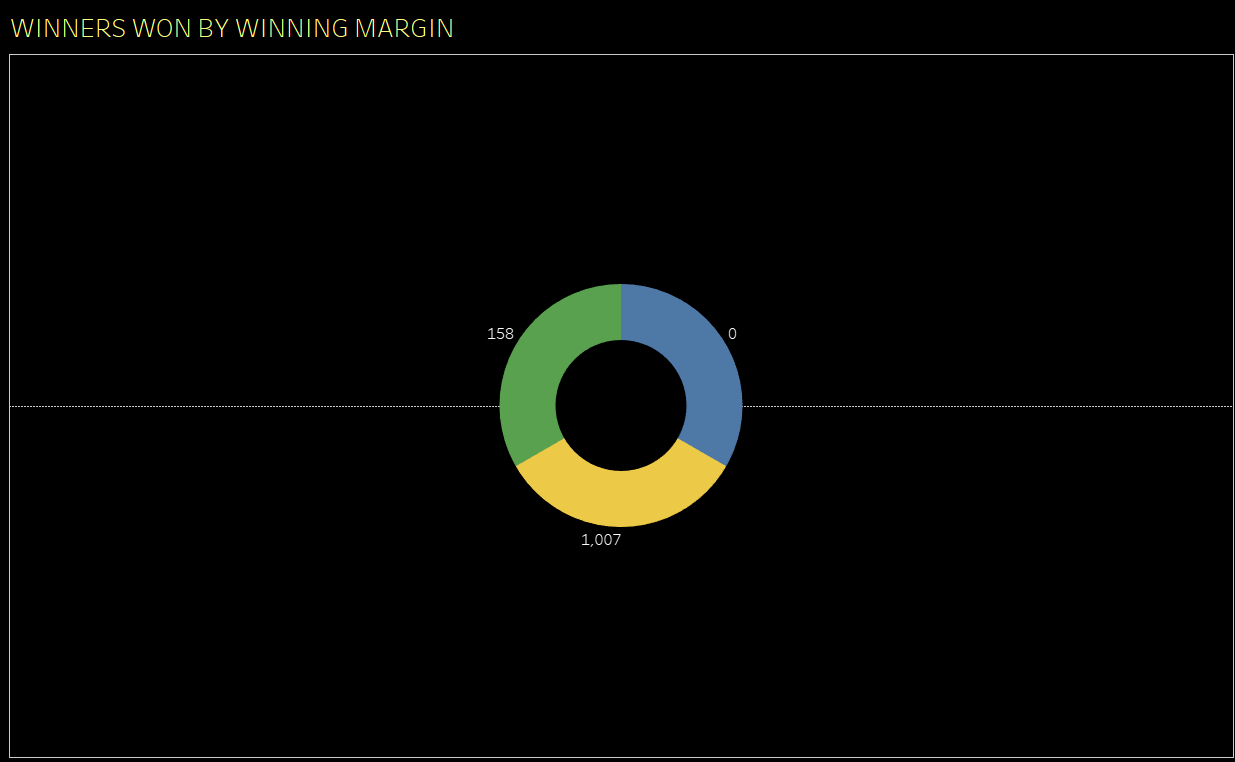 WINNERS WON BY WINNING MARGIN
158
0
1,007